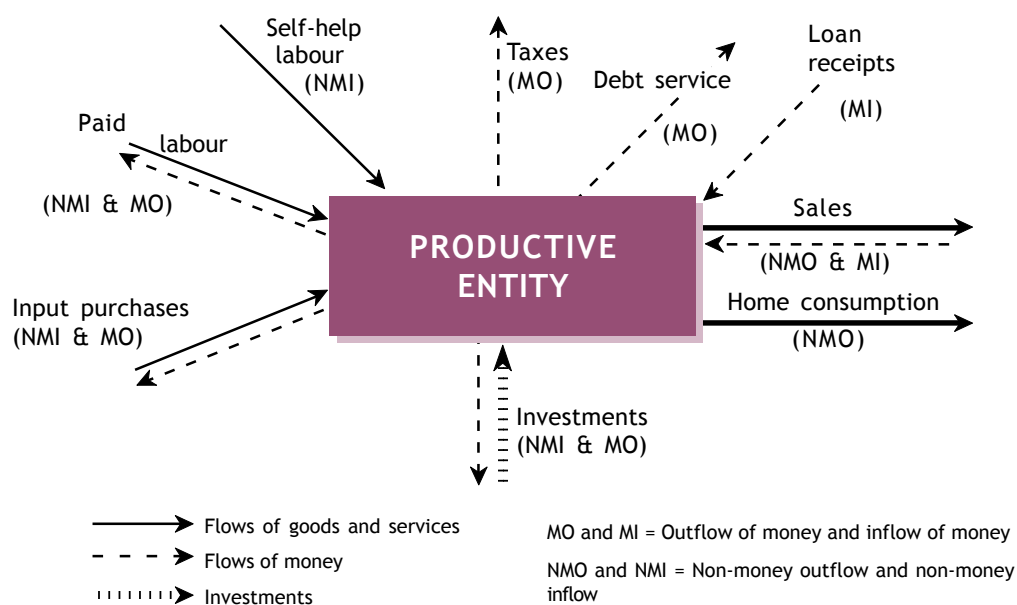 Self-help
labour
(NMI)
Taxes
(MO)
Debt service
(MO)
Loan
receipts
(MI)
Paid
labour
(NMI & MO)
PRODUCTIVE
ENTITY
Sales
(NMO & MI)
Home consumption
(NMO)
Input purchases
(NMI & MO)
Investments
(NMI & MO)
Flows of goods and services
Flows of money
Investments
MO and MI = Outflow of money and inflow of money
NMO and NMI = Non-money outflow and non-money
inflow